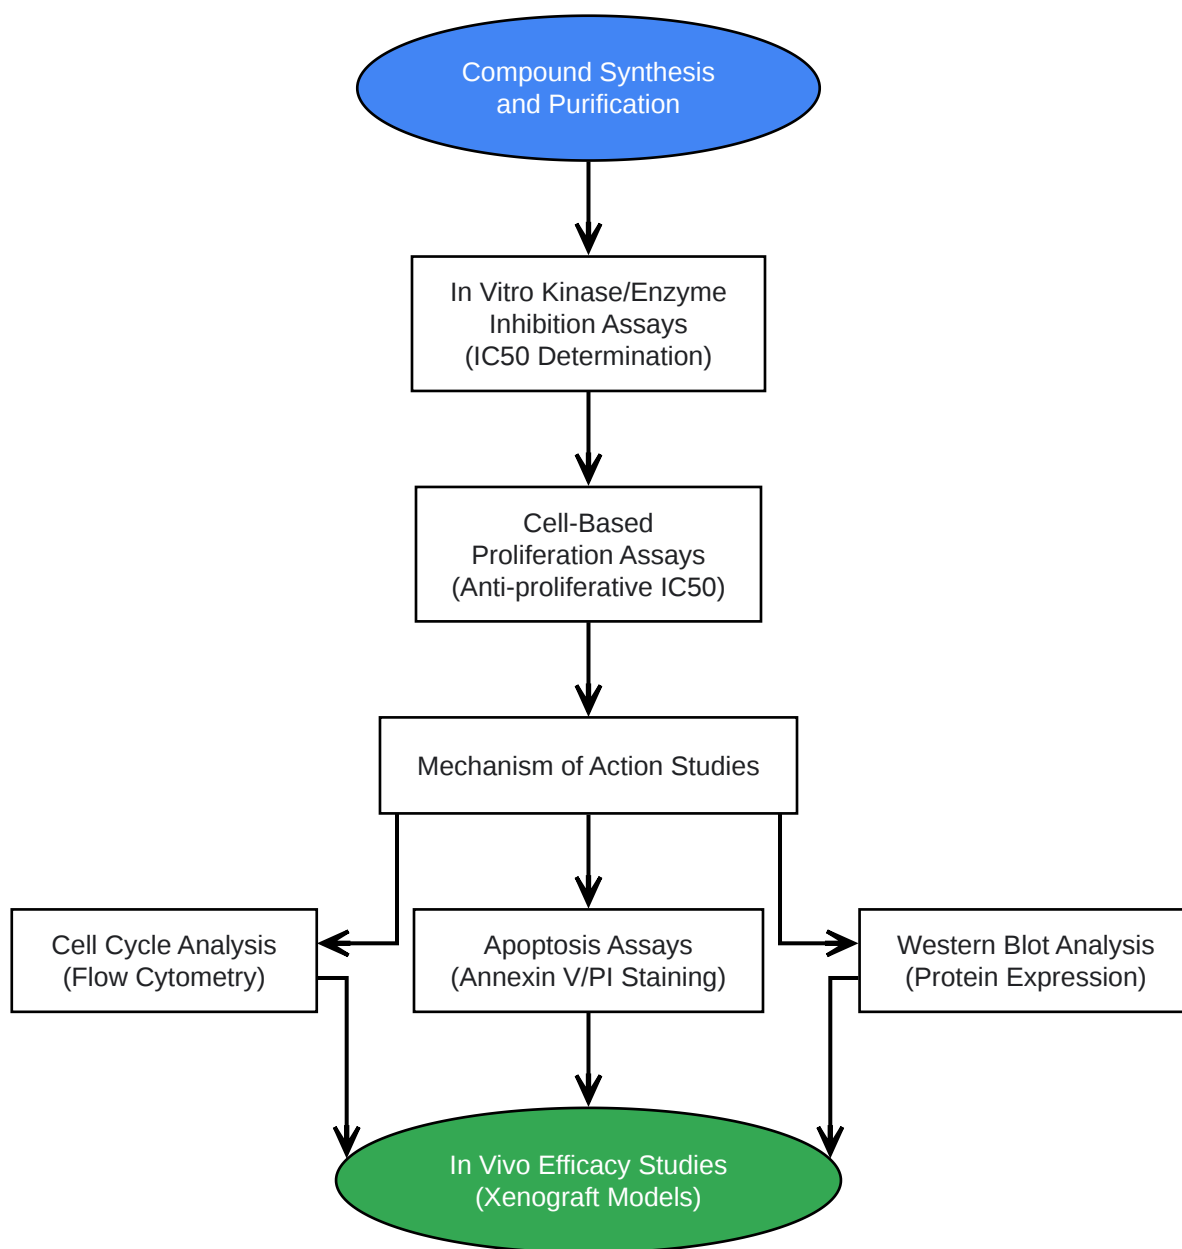 Compound Synthesis
and Purification
In Vitro Kinase/Enzyme
Inhibition Assays
(IC50 Determination)
Cell-Based
Proliferation Assays
(Anti-proliferative IC50)
Mechanism of Action Studies
Cell Cycle Analysis
(Flow Cytometry)
Apoptosis Assays
(Annexin V/PI Staining)
Western Blot Analysis
(Protein Expression)
In Vivo Efficacy Studies
(Xenograft Models)